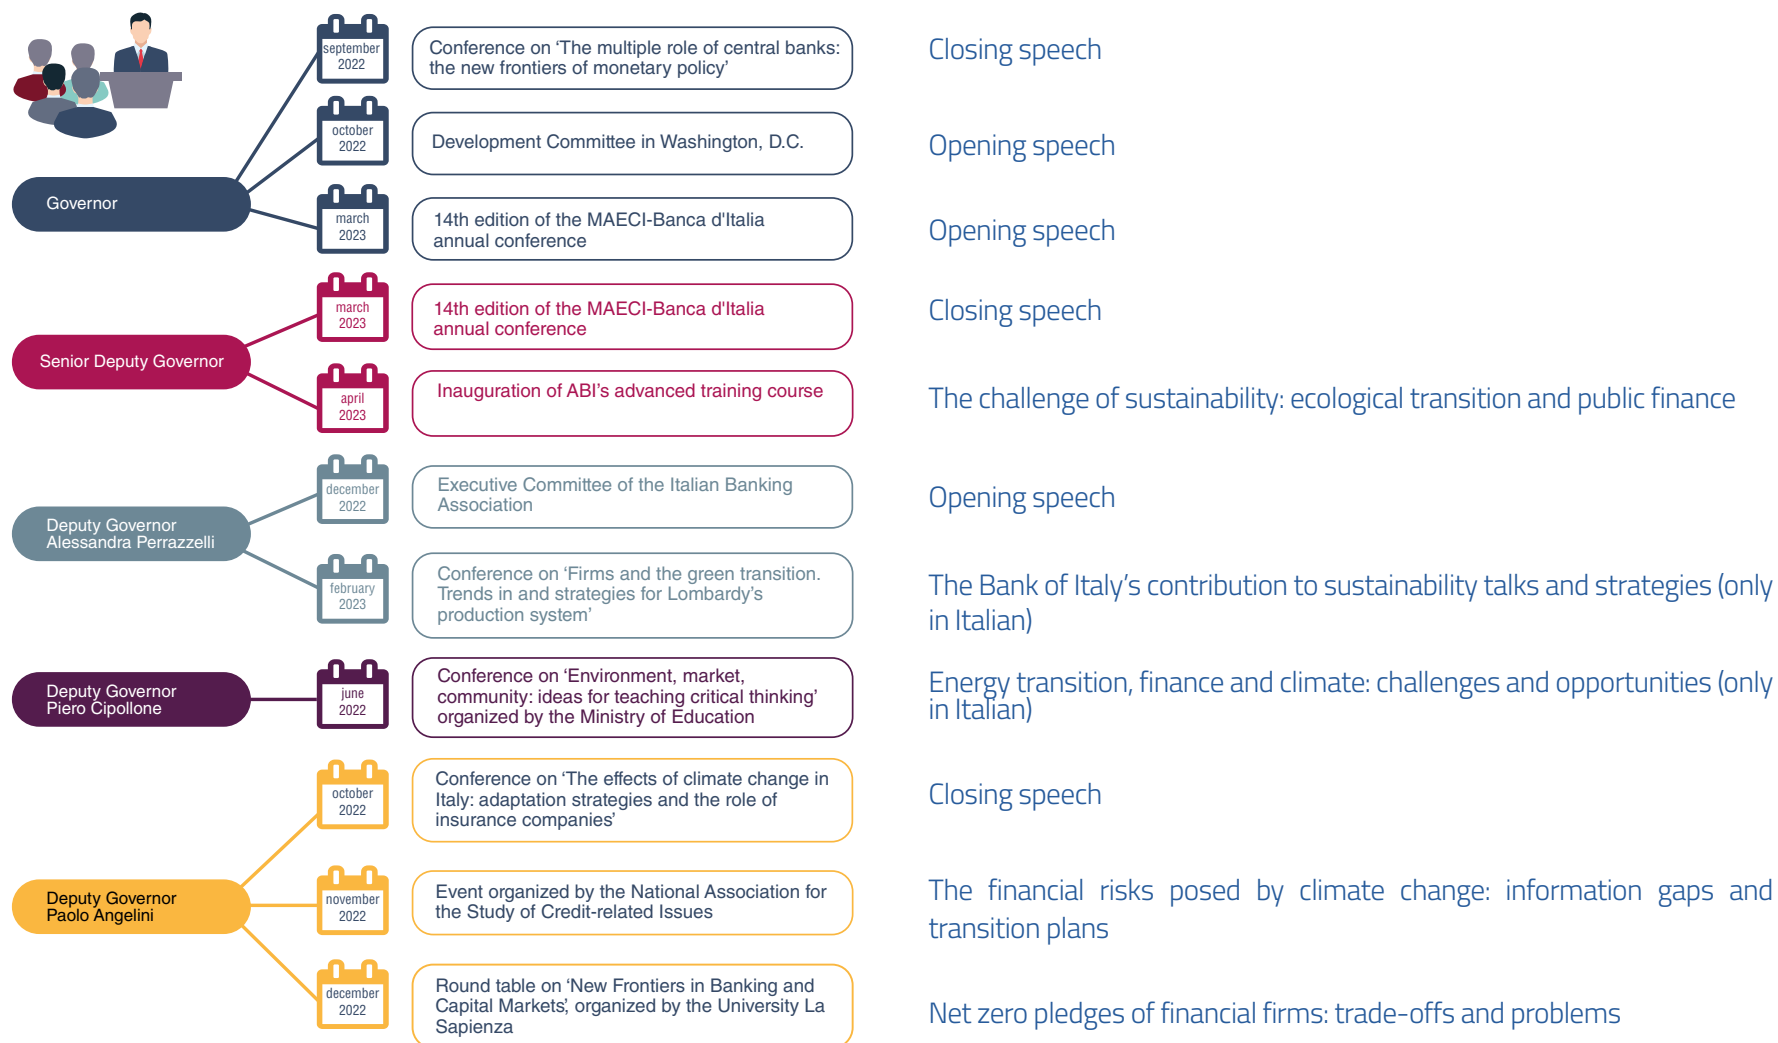 Governor
september
2022
Conference on ‘The multiple role of central banks:
the new frontiers of monetary policy’
Closing speech
october
2022
Development Committee in Washington, D.C.
Opening speech
march
2023
14th edition of the MAECI-Banca d'Italia
annual conference
Opening speech
Senior Deputy Governor
march
2023
14th edition of the MAECI-Banca d'Italia
annual conference
Closing speech
april
2023
Inauguration of ABI’s advanced training course
The challenge of sustainability: ecological transition and public finance
Deputy Governor
Alessandra Perrazzelli
december
2022
Executive Committee of the Italian Banking
Association
Opening speech
february
2023
Conference on ‘Firms and the green transition.
Trends in and strategies for Lombardy’s
production system’
The Bank of Italy’s contribution to sustainability talks and strategies (only
in Italian)
Deputy Governor
Piero Cipollone
june
2022
Conference on ‘Environment, market,
community: ideas for teaching critical thinking’
organized by the Ministry of Education
Energy transition, finance and climate: challenges and opportunities (only
in Italian)
Deputy Governor
Paolo Angelini
october
2022
Conference on ‘The effects of climate change in
Italy: adaptation strategies and the role of
insurance companies’
Closing speech
november
2022
Event organized by the National Association for
the Study of Credit-related Issues
The financial risks posed by climate change: information gaps and
transition plans
december
2022
Round table on ‘New Frontiers in Banking and
Capital Markets’, organized by the University La
Sapienza
Net zero pledges of financial firms: trade-offs and problems